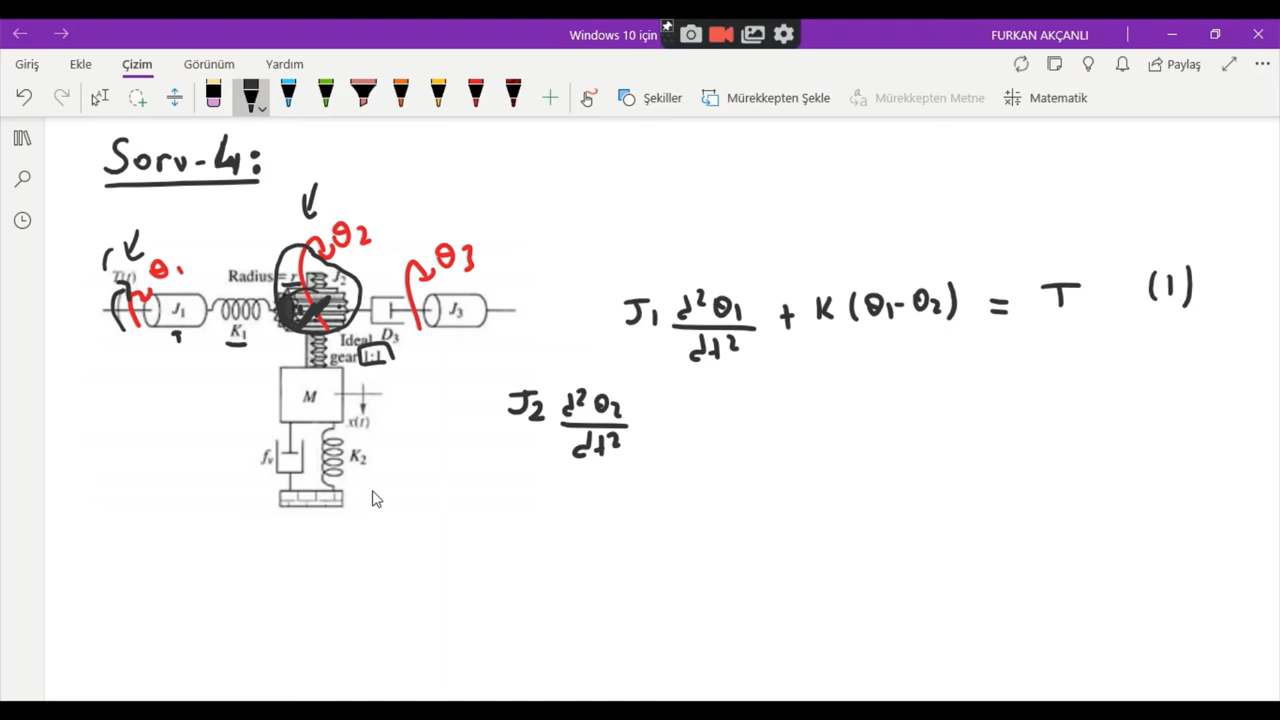 Windows 10 için
FURKAN AKÇANLI
Giriş Ekle Çizim Görünüm Yardım
Paylaş
Şekiller Mürekkepten Şekle Mürekkepten Metne Matematik
Soru-4:
θ1 θ2 θ3
T(t) Radius = r J2
J1 K1 D3 J3
Ideal
gear 1:1
M
x(t)
fv K2
J1 d²θ1/dt² + K(θ1-θ2) = T (1)
J2 d²θ2/dt²